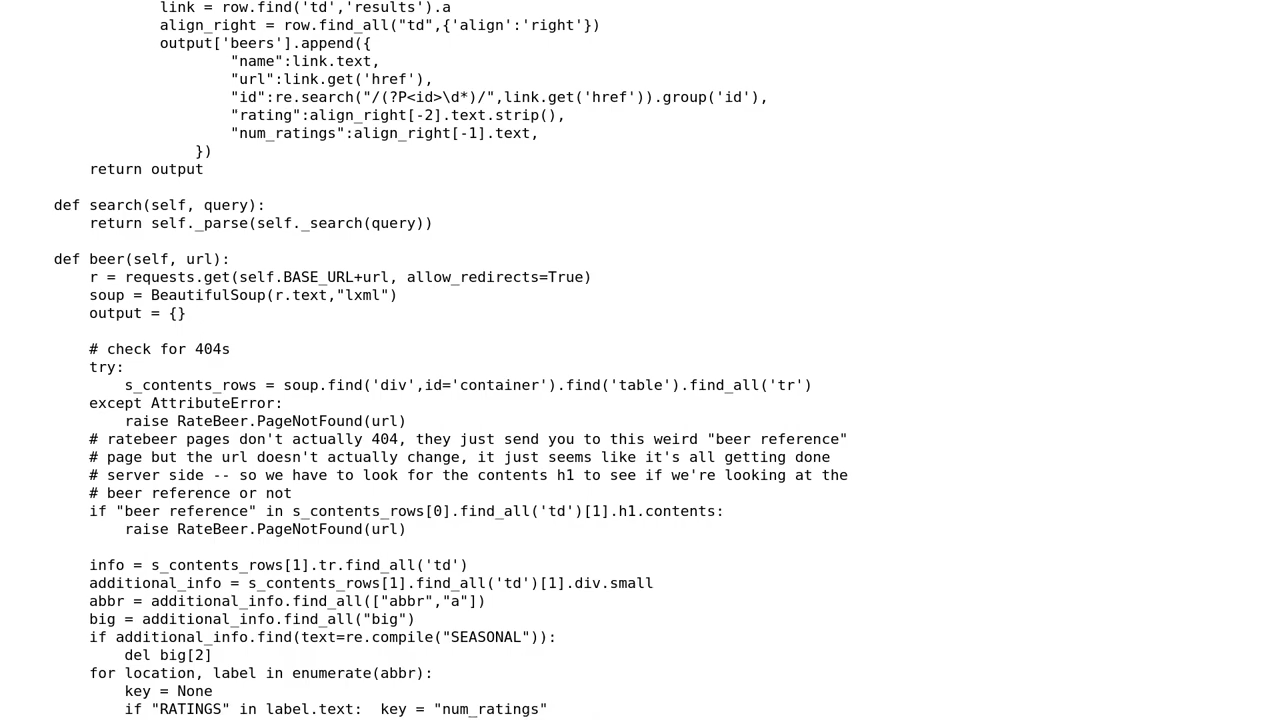 link = row.find('td','results').a
align_right = row.find_all("td",{'align':'right'})
output['beers'].append({
"name":link.text,
"url":link.get('href'),
"id":re.search("/(?P<id>\d*)/",link.get('href')).group('id'),
"rating":align_right[-2].text.strip(),
"num_ratings":align_right[-1].text,
})
return output
def search(self, query):
return self._parse(self._search(query))
def beer(self, url):
r = requests.get(self.BASE_URL+url, allow_redirects=True)
soup = BeautifulSoup(r.text,"lxml")
output = {}
# check for 404s
try:
s_contents_rows = soup.find('div',id='container').find('table').find_all('tr')
except AttributeError:
raise RateBeer.PageNotFound(url)
# ratebeer pages don't actually 404, they just send you to this weird "beer reference"
# page but the url doesn't actually change, it just seems like it's all getting done
# server side -- so we have to look for the contents h1 to see if we're looking at the
# beer reference or not
if "beer reference" in s_contents_rows[0].find_all('td')[1].h1.contents:
raise RateBeer.PageNotFound(url)
info = s_contents_rows[1].tr.find_all('td')
additional_info = s_contents_rows[1].find_all('td')[1].div.small
abbr = additional_info.find_all(["abbr","a"])
big = additional_info.find_all("big")
if additional_info.find(text=re.compile("SEASONAL")):
del big[2]
for location, label in enumerate(abbr):
key = None
if "RATINGS" in label.text:  key = "num_ratings"